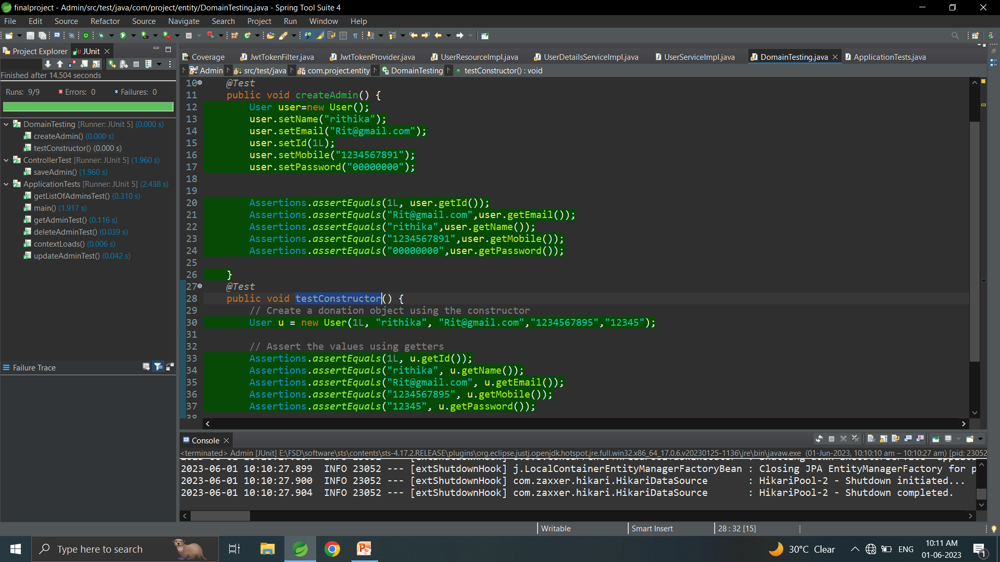 finalproject - Admin/src/test/java/com/project/entity/DomainTesting.java - Spring Tool Suite 4
File Edit Source Refactor Source Navigate Search Project Run Window Help
Project Explorer JUnit
Finished after 14.504 seconds
Runs: 9/9 Errors: 0 Failures: 0
DomainTesting [Runner: JUnit 5] (0.000 s)
createAdmin() (0.000 s)
testConstructor() (0.000 s)
ControllerTest [Runner: JUnit 5] (1.960 s)
saveAdmin() (1.960 s)
ApplicationTests [Runner: JUnit 5] (2.438 s)
getListOfAdminsTest() (0.310 s)
main() (1.917 s)
getAdminTest() (0.116 s)
deleteAdminTest() (0.039 s)
contextLoads() (0.006 s)
updateAdminTest() (0.042 s)
Failure Trace
Coverage JwtTokenFilter.java JwtTokenProvider.java UserResourceImpl.java UserDetailsServiceImpl.java UserServiceImpl.java DomainTesting.java ApplicationTests.java
Admin src/test/java com.project.entity DomainTesting testConstructor() : void
10 @Test
11 public void createAdmin() {
12 User user=new User();
13 user.setName("rithika");
14 user.setEmail("Rit@gmail.com");
15 user.setId(1L);
16 user.setMobile("1234567891");
17 user.setPassword("00000000");
18
19
20 Assertions.assertEquals(1L, user.getId());
21 Assertions.assertEquals("Rit@gmail.com",user.getEmail());
22 Assertions.assertEquals("rithika",user.getName());
23 Assertions.assertEquals("1234567891",user.getMobile());
24 Assertions.assertEquals("00000000",user.getPassword());
25
26 }
27 @Test
28 public void testConstructor() {
29 // Create a donation object using the constructor
30 User u = new User(1L, "rithika", "Rit@gmail.com","1234567895","12345");
31
32 // Assert the values using getters
33 Assertions.assertEquals(1L, u.getId());
34 Assertions.assertEquals("rithika", u.getName());
35 Assertions.assertEquals("Rit@gmail.com", u.getEmail());
36 Assertions.assertEquals("1234567895", u.getMobile());
37 Assertions.assertEquals("12345", u.getPassword());
38
Console
<terminated> Admin [JUnit] E:\FSD\software\sts\contents\sts-4.17.2.RELEASE\plugins\org.eclipse.justj.openjdk.hotspot.jre.full.win32.x86_64_17.0.6.v20230125-1136\jre\bin\javaw.exe (01-Jun-2023, 10:10:10 am – 10:10:27 am) [pid: 23052
2023-06-01 10:10:27.899 INFO 23052 --- [extShutdownHook] j.LocalContainerEntityManagerFactoryBean : Closing JPA EntityManagerFactory for p
2023-06-01 10:10:27.900 INFO 23052 --- [extShutdownHook] com.zaxxer.hikari.HikariDataSource : HikariPool-2 - Shutdown initiated...
2023-06-01 10:10:27.904 INFO 23052 --- [extShutdownHook] com.zaxxer.hikari.HikariDataSource : HikariPool-2 - Shutdown completed.
Writable Smart Insert 28 : 32 [15]
Type here to search
30°C Clear ENG 10:11 AM
01-06-2023
1